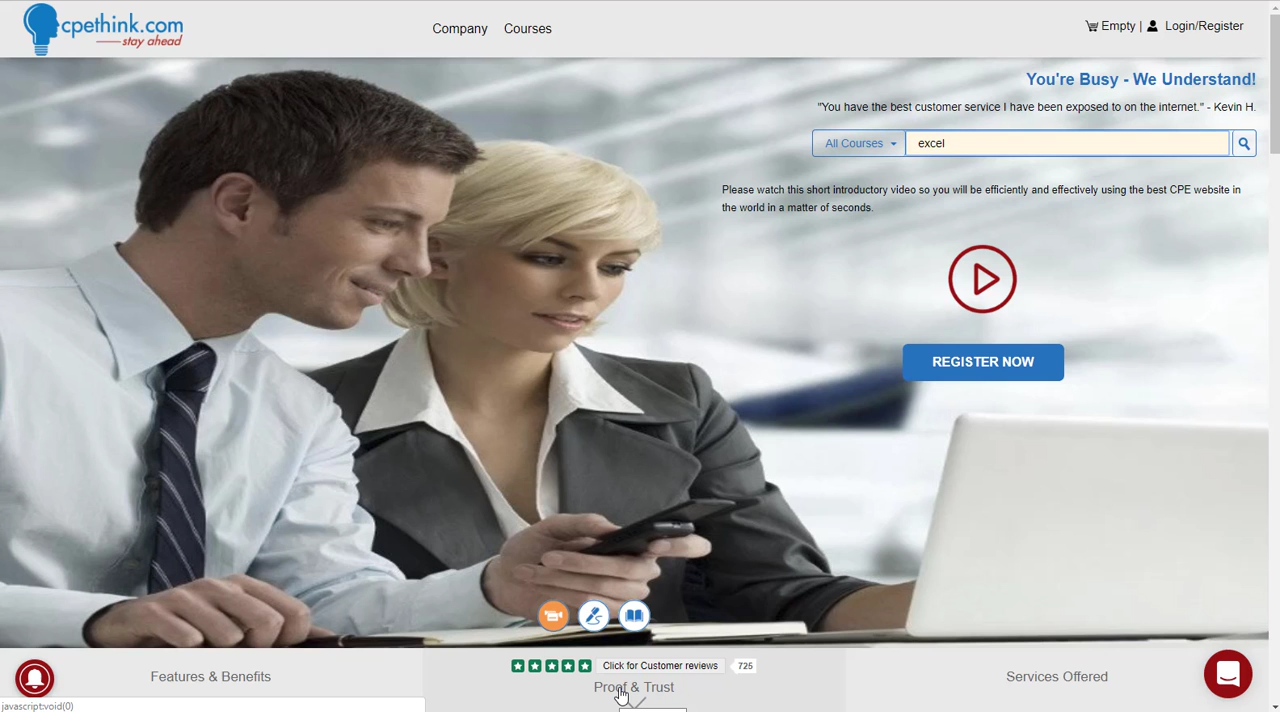 cpethink.com
stay ahead
Company
Courses
Empty |
Login/Register
You're Busy - We Understand!
"You have the best customer service I have been exposed to on the internet." - Kevin H.
All Courses
excel
Please watch this short introductory video so you will be efficiently and effectively using the best CPE website in
the world in a matter of seconds.
REGISTER NOW
Features & Benefits
Click for Customer reviews
725
Proof & Trust
Services Offered
javascript:void(0)